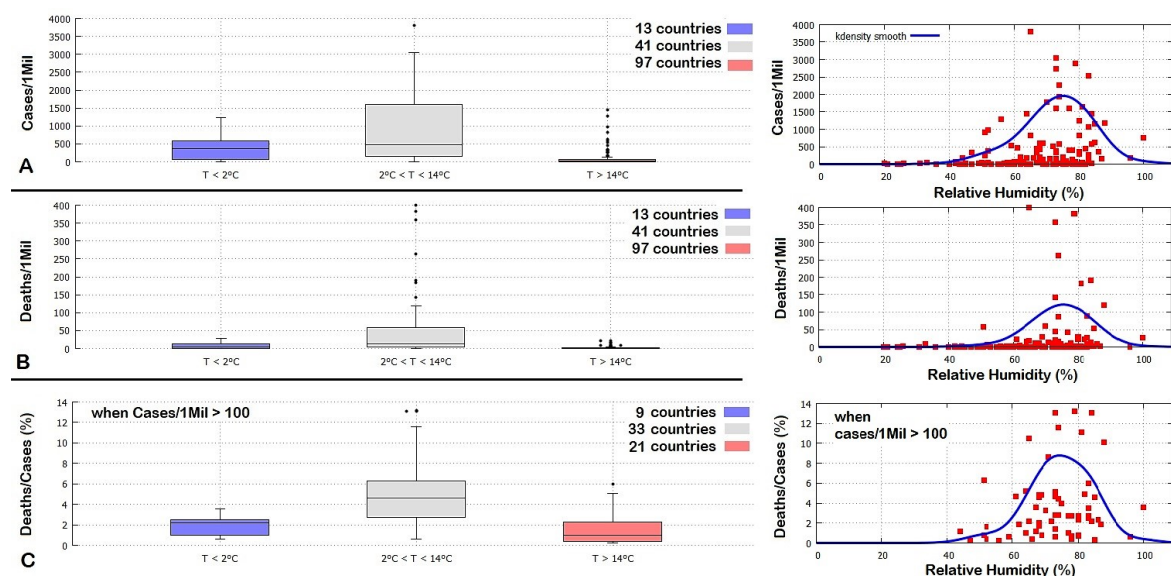 13 countries
41 countries
97 countries
4000
3500
3000
2500
2000
1500
1000
500
0
Cases/1Mil
A
T < 2ºC
2ºC < T < 14ºC
T > 14ºC
kdensity smooth
4000
3500
3000
2500
2000
1500
1000
500
0
Cases/1Mil
0 20 40 60 80 100
Relative Humidity (%)
13 countries
41 countries
97 countries
400
350
300
250
200
150
100
50
0
Deaths/1Mil
B
T < 2ºC
2ºC < T < 14ºC
T > 14ºC
400
350
300
250
200
150
100
50
0
Deaths/1Mil
0 20 40 60 80 100
Relative Humidity (%)
when Cases/1Mil > 100
9 countries
33 countries
21 countries
14
12
10
8
6
4
2
0
Deaths/Cases (%)
C
T < 2ºC
2ºC < T < 14ºC
T > 14ºC
when
cases/1Mil > 100
14
12
10
8
6
4
2
0
Deaths/Cases (%)
0 20 40 60 80 100
Relative Humidity (%)